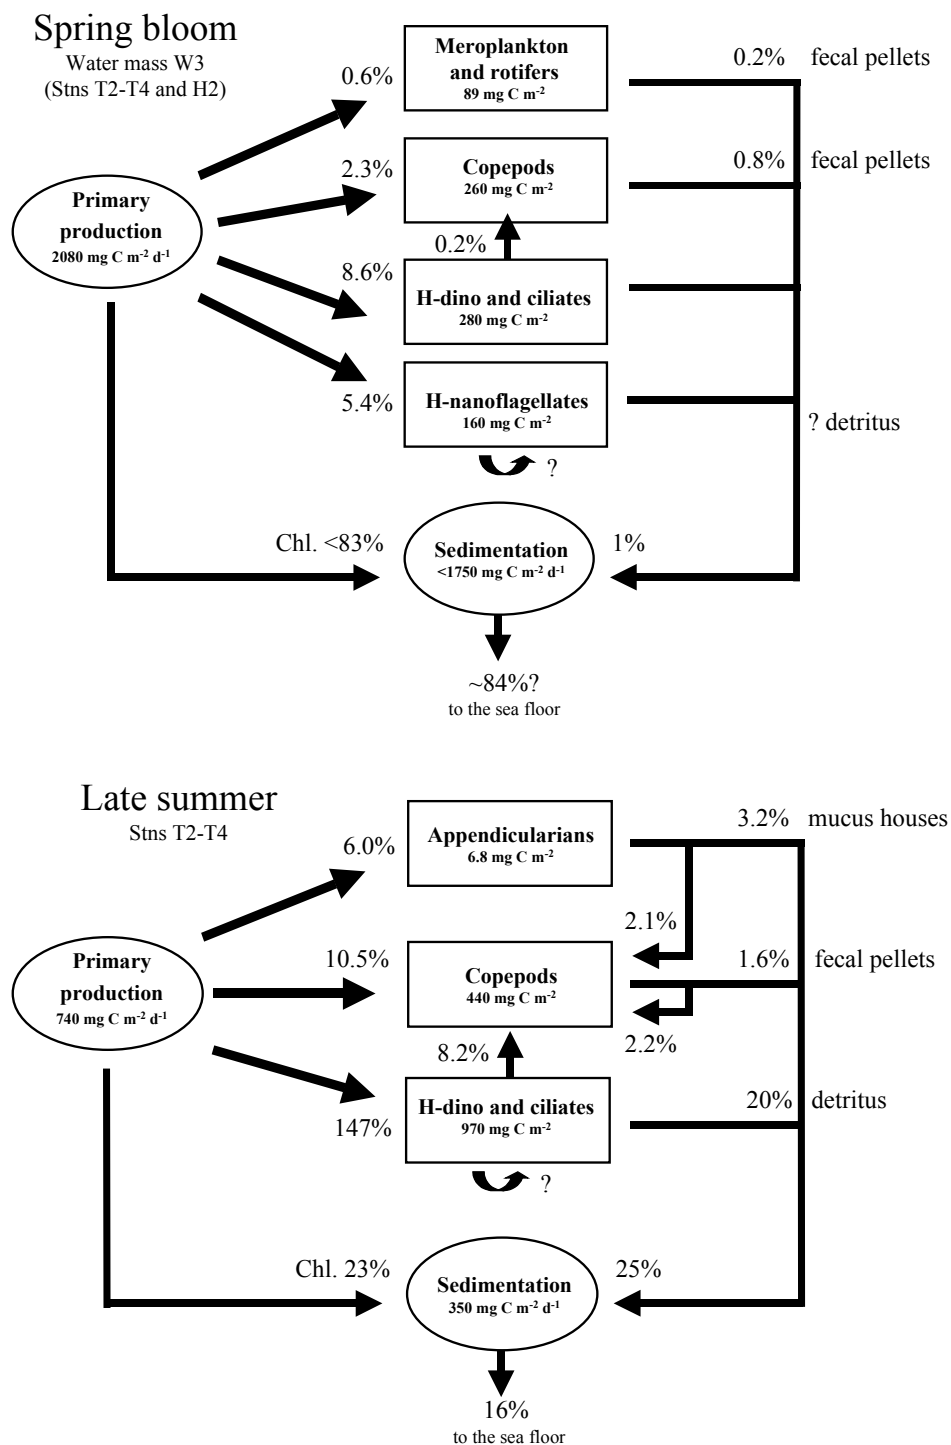 Spring bloom
Water mass W3
(Stns T2-T4 and H2)
0.6%
Meroplankton
and rotifers
89 mg C m⁻²
0.2% fecal pellets
2.3%
Copepods
260 mg C m⁻²
0.8% fecal pellets
Primary
production
2080 mg C m⁻² d⁻¹
0.2%
8.6%
H-dino and ciliates
280 mg C m⁻²
5.4%
H-nanoflagellates
160 mg C m⁻²
? detritus
?
Chl. <83%
Sedimentation
<1750 mg C m⁻² d⁻¹
1%
~84%?
to the sea floor
Late summer
Stns T2-T4
6.0%
Appendicularians
6.8 mg C m⁻²
3.2% mucus houses
2.1%
10.5%
Copepods
440 mg C m⁻²
1.6% fecal pellets
Primary
production
740 mg C m⁻² d⁻¹
2.2%
8.2%
147%
H-dino and ciliates
970 mg C m⁻²
20% detritus
?
Chl. 23%
Sedimentation
350 mg C m⁻² d⁻¹
25%
16%
to the sea floor